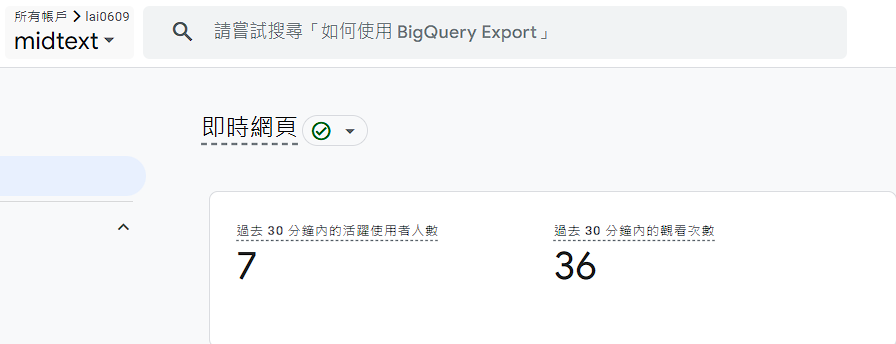 所有帳戶 > lai0609
midtext
請嘗試搜尋「如何使用 BigQuery Export」
即時網頁
過去 30 分鐘內的活躍使用者人數
7
過去 30 分鐘內的觀看次數
36